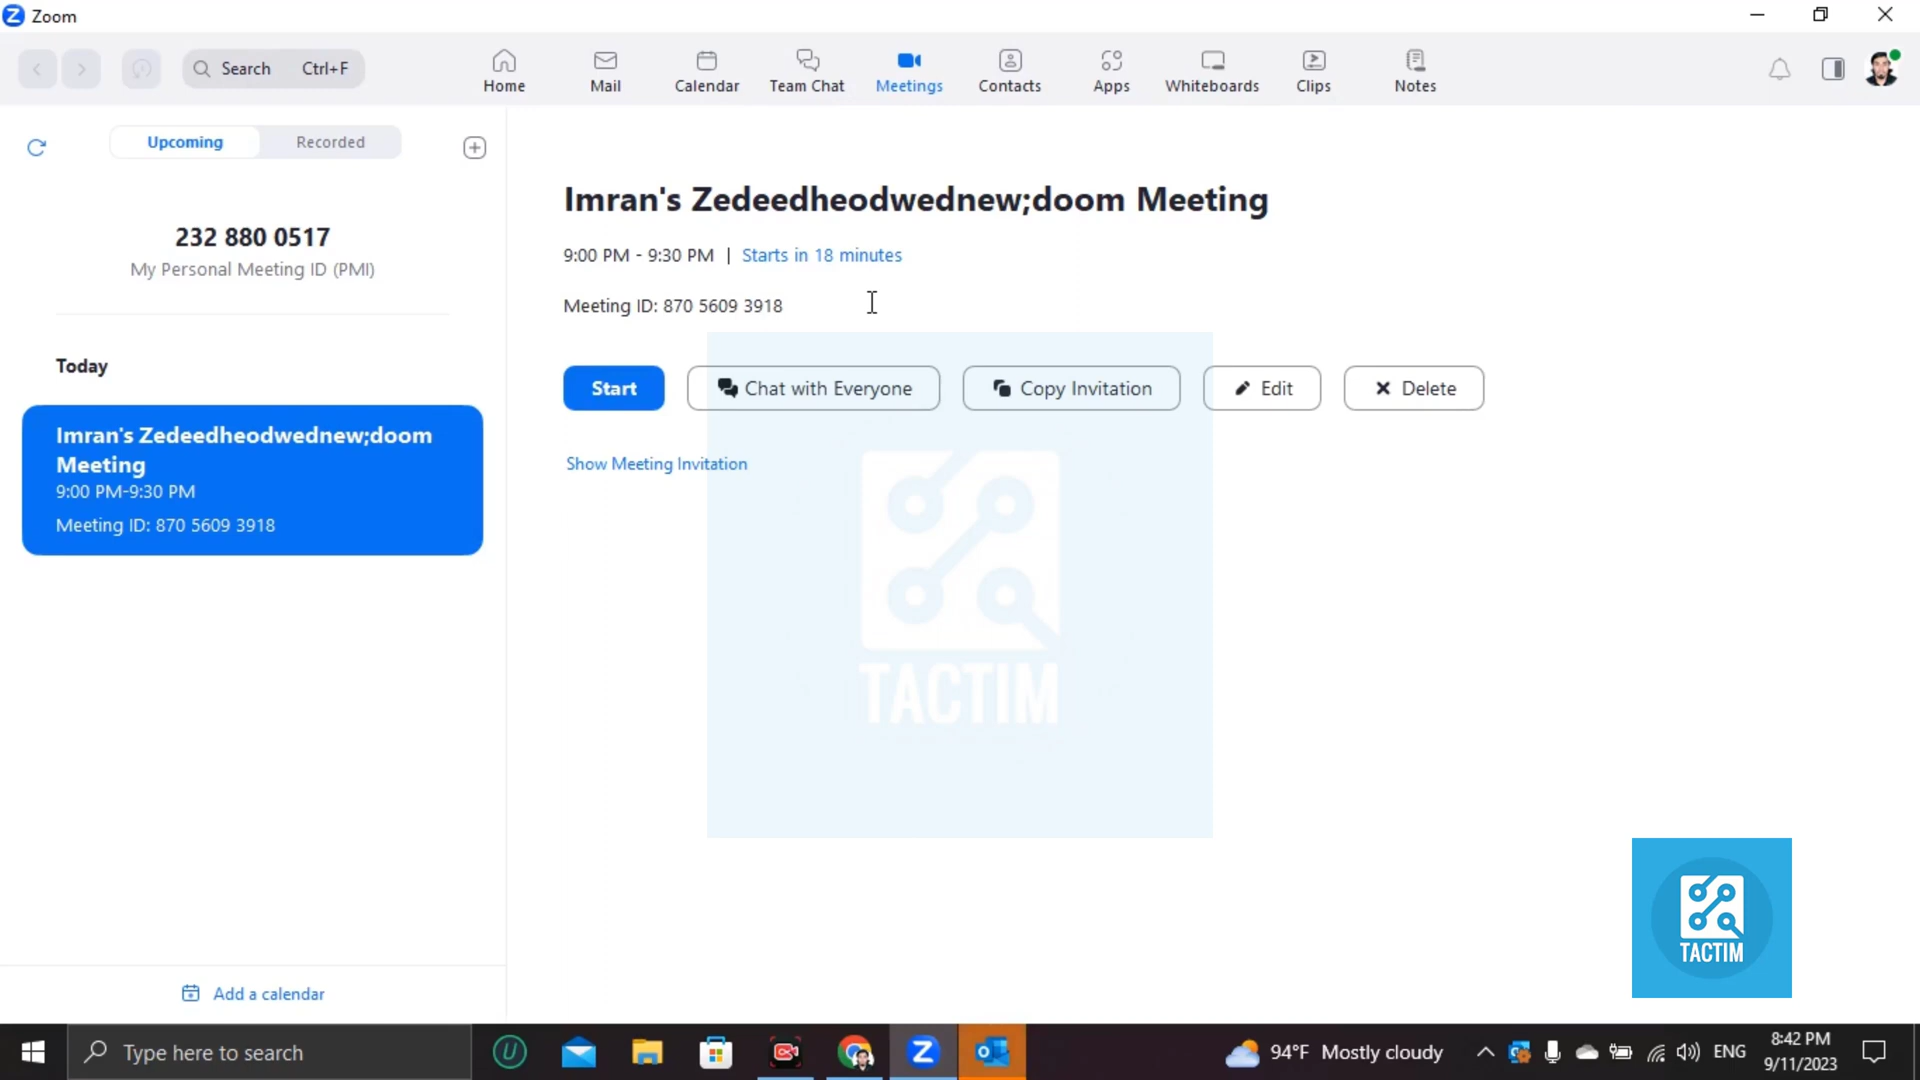 Zoom
Search Ctrl+F
Home
Mail
Calendar
Team Chat
Meetings
Contacts
Apps
Whiteboards
Clips
Notes
Upcoming
Recorded
232 880 0517
My Personal Meeting ID (PMI)
Today
Imran's Zedeedheodwednew;doom
Meeting
9:00 PM-9:30 PM
Meeting ID: 870 5609 3918
Add a calendar
Imran's Zedeedheodwednew;doom Meeting
9:00 PM - 9:30 PM | Starts in 18 minutes
Meeting ID: 870 5609 3918
Start
Chat with Everyone
Copy Invitation
Edit
Delete
Show Meeting Invitation
TACTIM
TACTIM
Type here to search
94°F Mostly cloudy
ENG
8:42 PM
9/11/2023